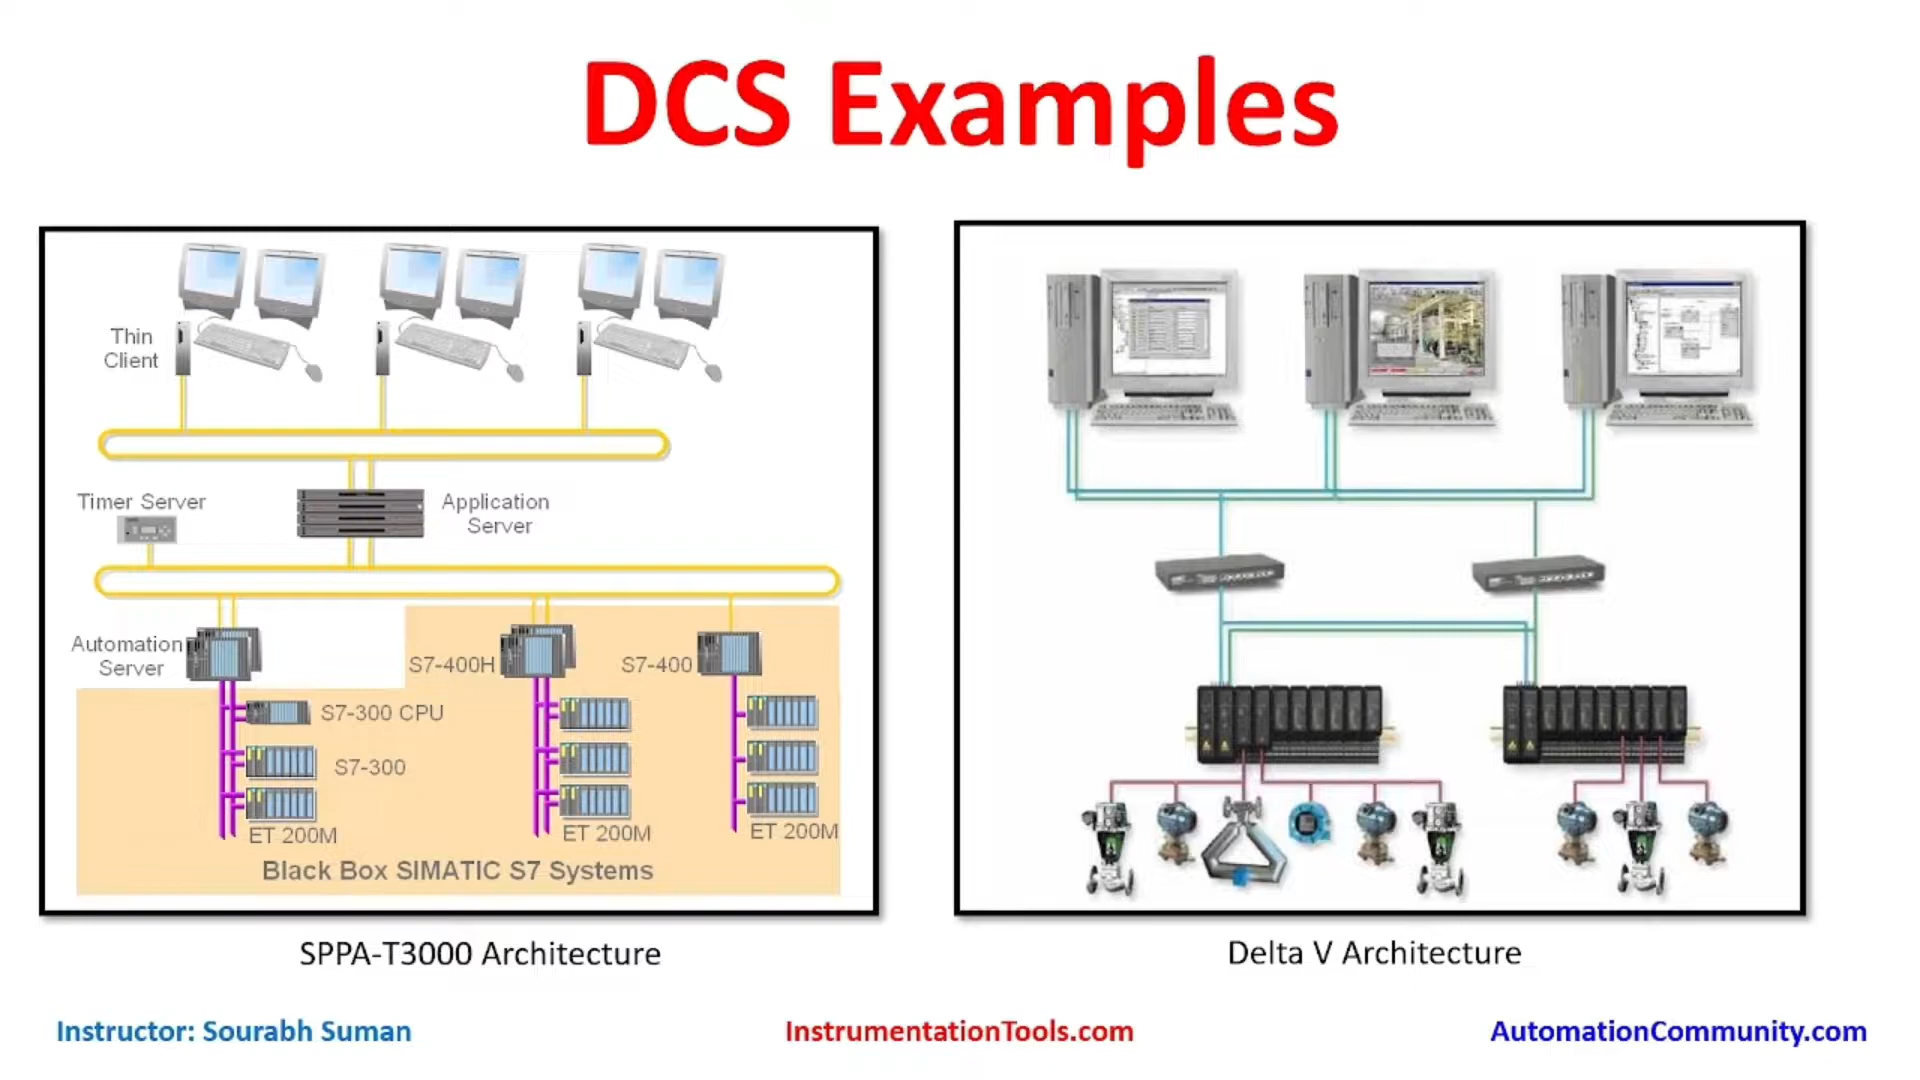 DCS Examples
Thin
Client
Timer Server
Application
Server
Automation
Server
S7-400H
S7-400
S7-300 CPU
S7-300
ET 200M
ET 200M
ET 200M
Black Box SIMATIC S7 Systems
SPPA-T3000 Architecture
Delta V Architecture
Instructor: Sourabh Suman
InstrumentationTools.com
AutomationCommunity.com